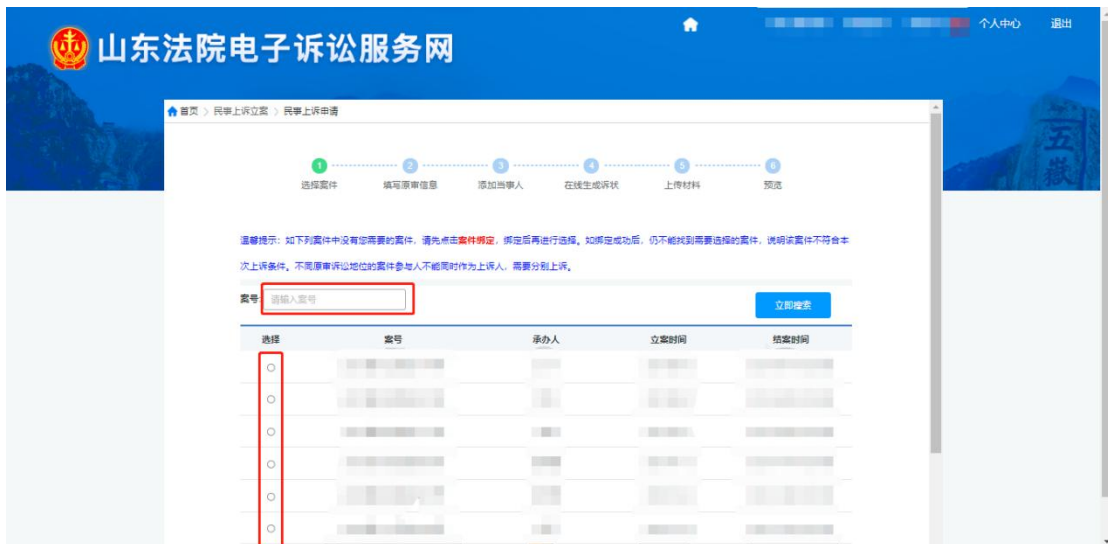 山东法院电子诉讼服务网
个人中心 退出
首页 > 民事上诉立案 > 民事上诉申请
1 2 3 4 5 6
选择案件 填写原审信息 添加当事人 在线生成诉状 上传材料 预览
温馨提示：如下列案件中没有您需要的案件，请先点击案件绑定，绑定后再进行选择。如绑定成功后，仍不能找到需要选择的案件，说明该案件不符合本
次上诉条件。不同原审诉讼地位的案件参与人不能同时作为上诉人，需要分别上诉。
案号: 请输入案号 立即搜索
选择 案号 承办人 立案时间 结案时间
五
嶽